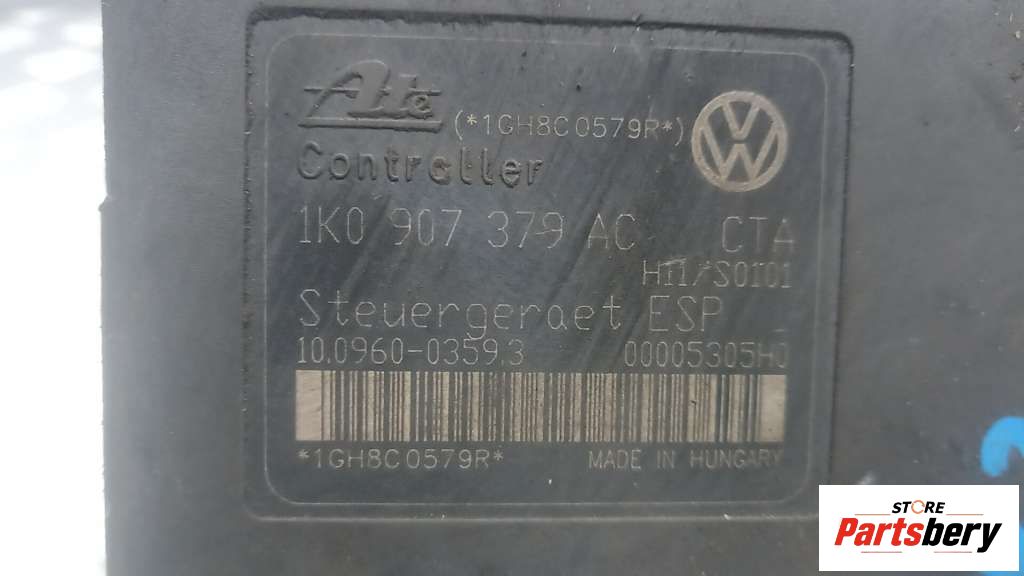 Ate (*1GH8C0579R*)
Controller
1K0 907 379 AC CTA
H11/S0101
Steuergeraet ESP
10.0960-0359.3 00005305H0
*1GH8C0579R* MADE IN HUNGARY
STORE
Partsbery